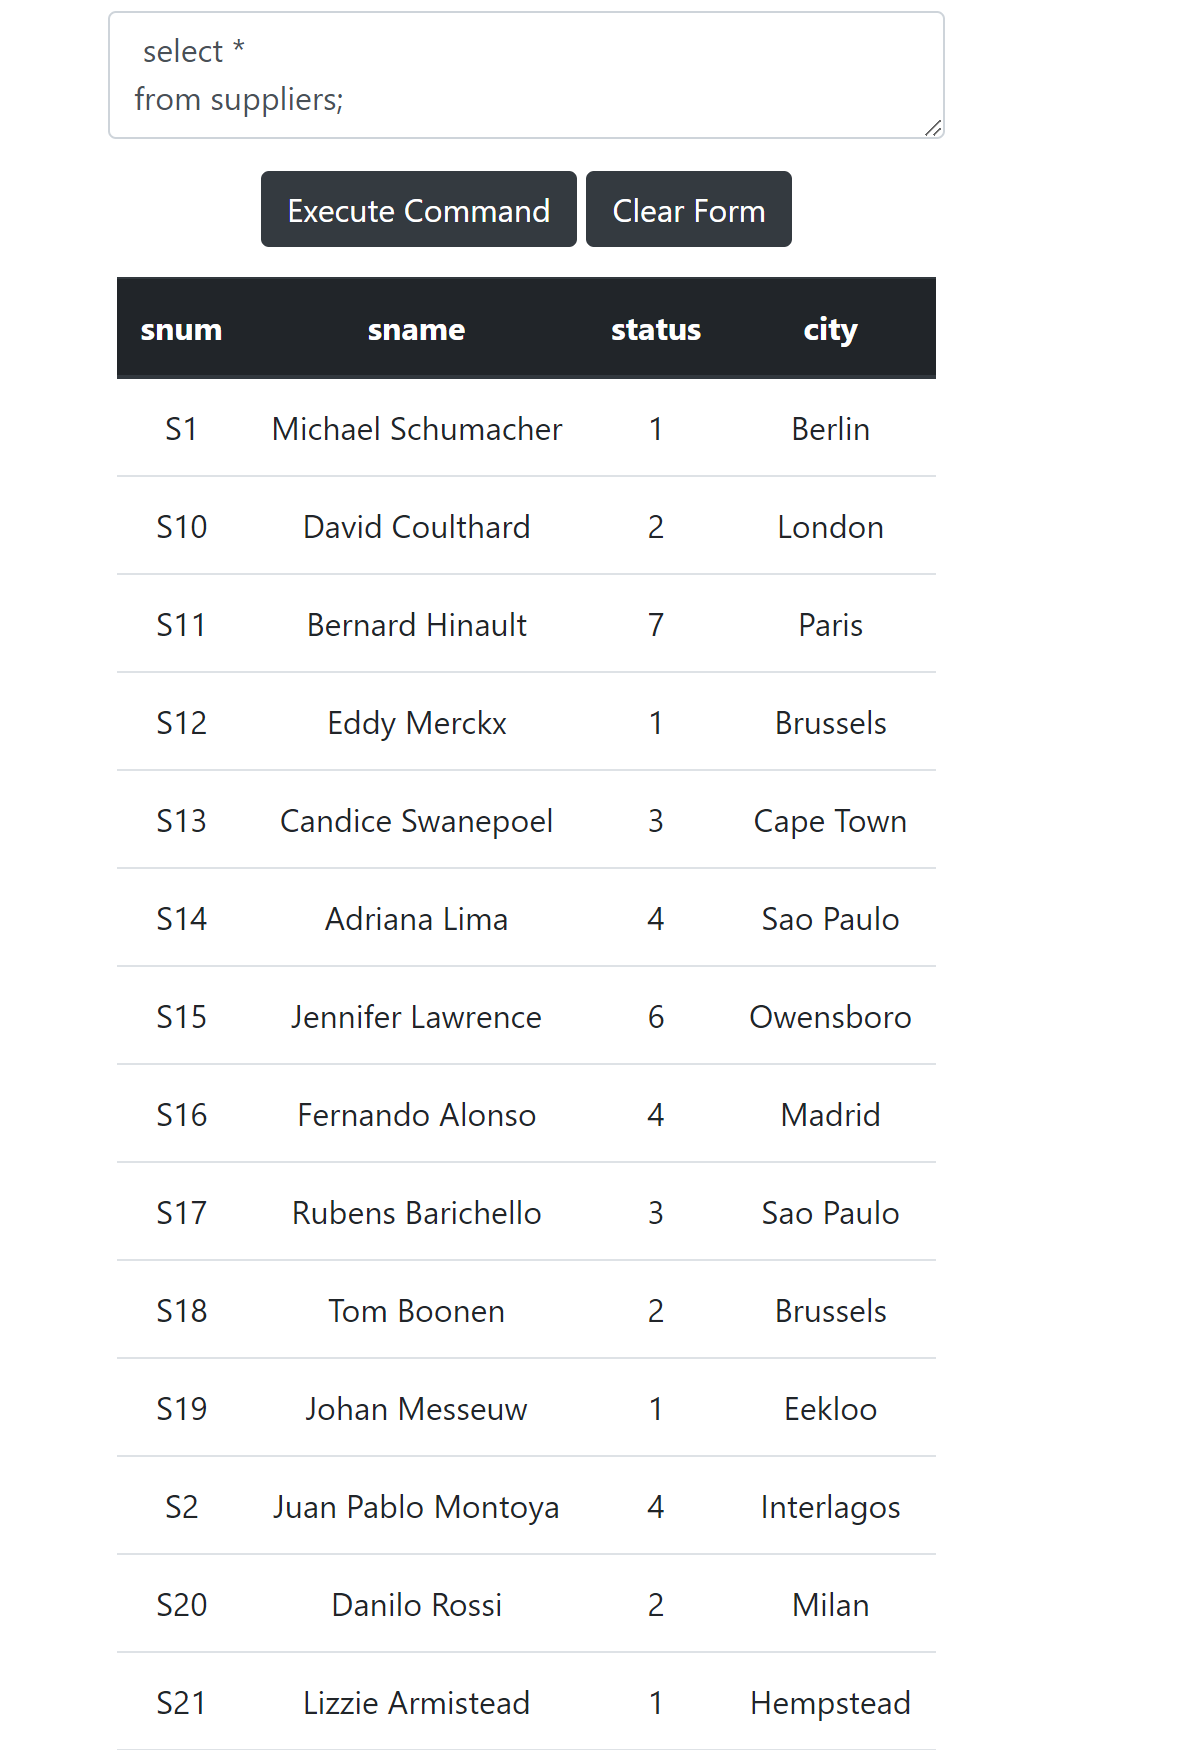 select *
from suppliers;
Execute Command Clear Form
snum sname status city
S1 Michael Schumacher 1 Berlin
S10 David Coulthard 2 London
S11 Bernard Hinault 7 Paris
S12 Eddy Merckx 1 Brussels
S13 Candice Swanepoel 3 Cape Town
S14 Adriana Lima 4 Sao Paulo
S15 Jennifer Lawrence 6 Owensboro
S16 Fernando Alonso 4 Madrid
S17 Rubens Barichello 3 Sao Paulo
S18 Tom Boonen 2 Brussels
S19 Johan Messeuw 1 Eekloo
S2 Juan Pablo Montoya 4 Interlagos
S20 Danilo Rossi 2 Milan
S21 Lizzie Armistead 1 Hempstead